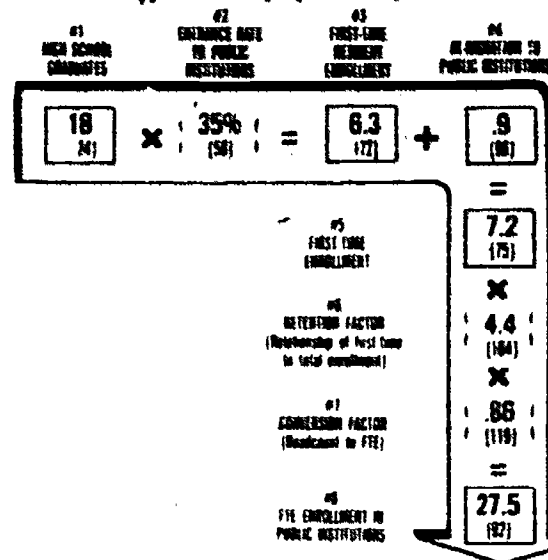 #1
HIGH SCHOOL
GRADUATES
#2
ENTRANCE RATE
TO PUBLIC
INSTITUTIONS
#3
FIRST-TIME
RESIDENT
ENROLLMENT
#4
IN-MIGRATION TO
PUBLIC INSTITUTIONS
18 × 35% = 6.3 + .9
(58)
=
#5
FIRST TIME
ENROLLMENT
7.2
(75)
×
#6
RETENTION FACTOR
(Relationship of first time
to total enrollment)
4.4
(104)
×
#7
CONVERSION FACTOR
(Headcount to FTE)
.86
(119)
=
#8
FTE ENROLLMENT IN
PUBLIC INSTITUTIONS
27.5